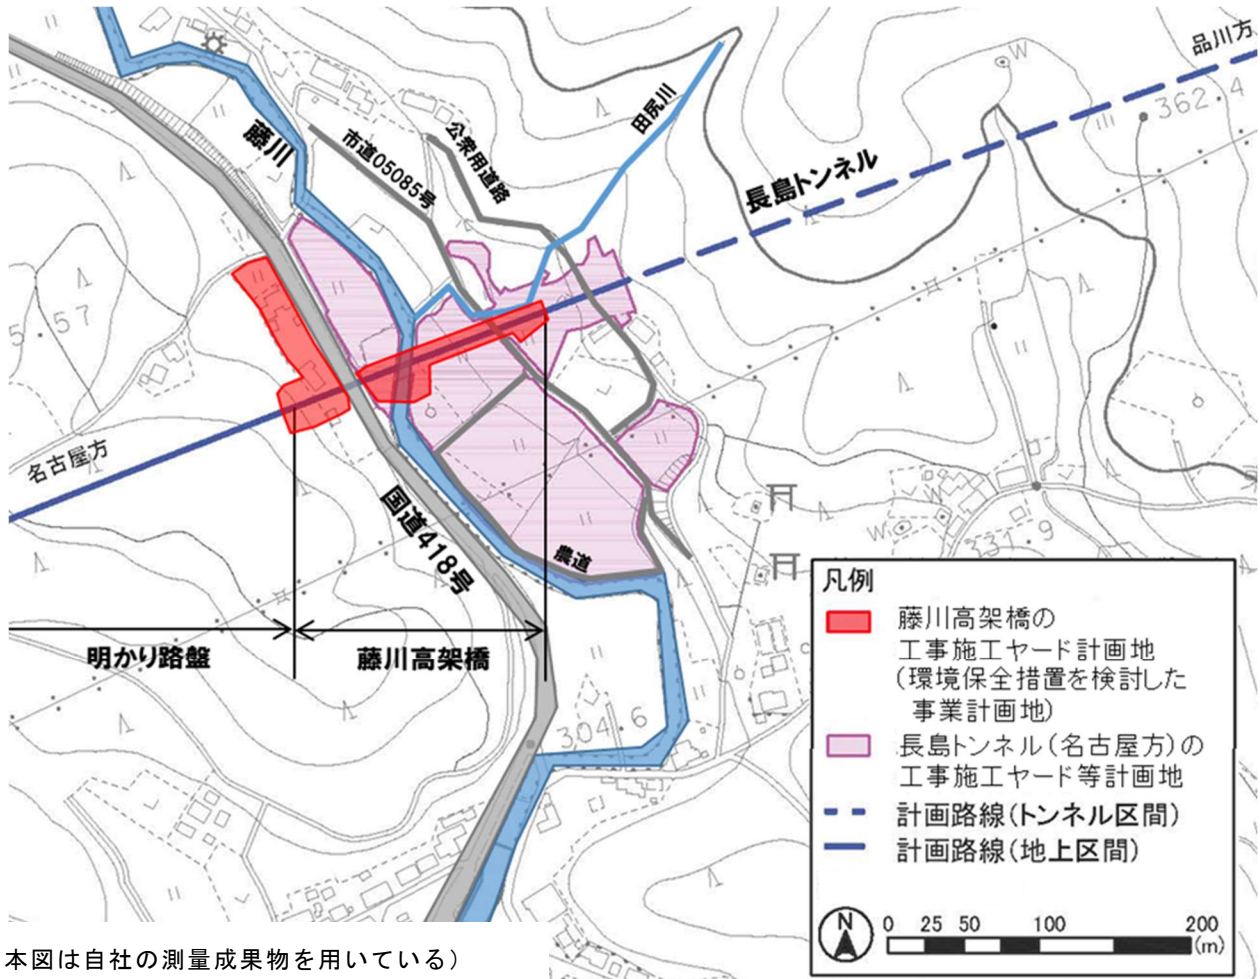 品川方
362.4
田尻川
公衆用道路
市道05085号
藤川
長島トンネル
5.57
名古屋方
国道418号
農道
331.9
明かり路盤
藤川高架橋
304.6
W
W
W
凡例
藤川高架橋の
工事施工ヤード計画地
(環境保全措置を検討した
事業計画地)
長島トンネル(名古屋方)の
工事施工ヤード等計画地
計画路線(トンネル区間)
計画路線(地上区間)
N
0 25 50 100 200
(m)
本図は自社の測量成果物を用いている)